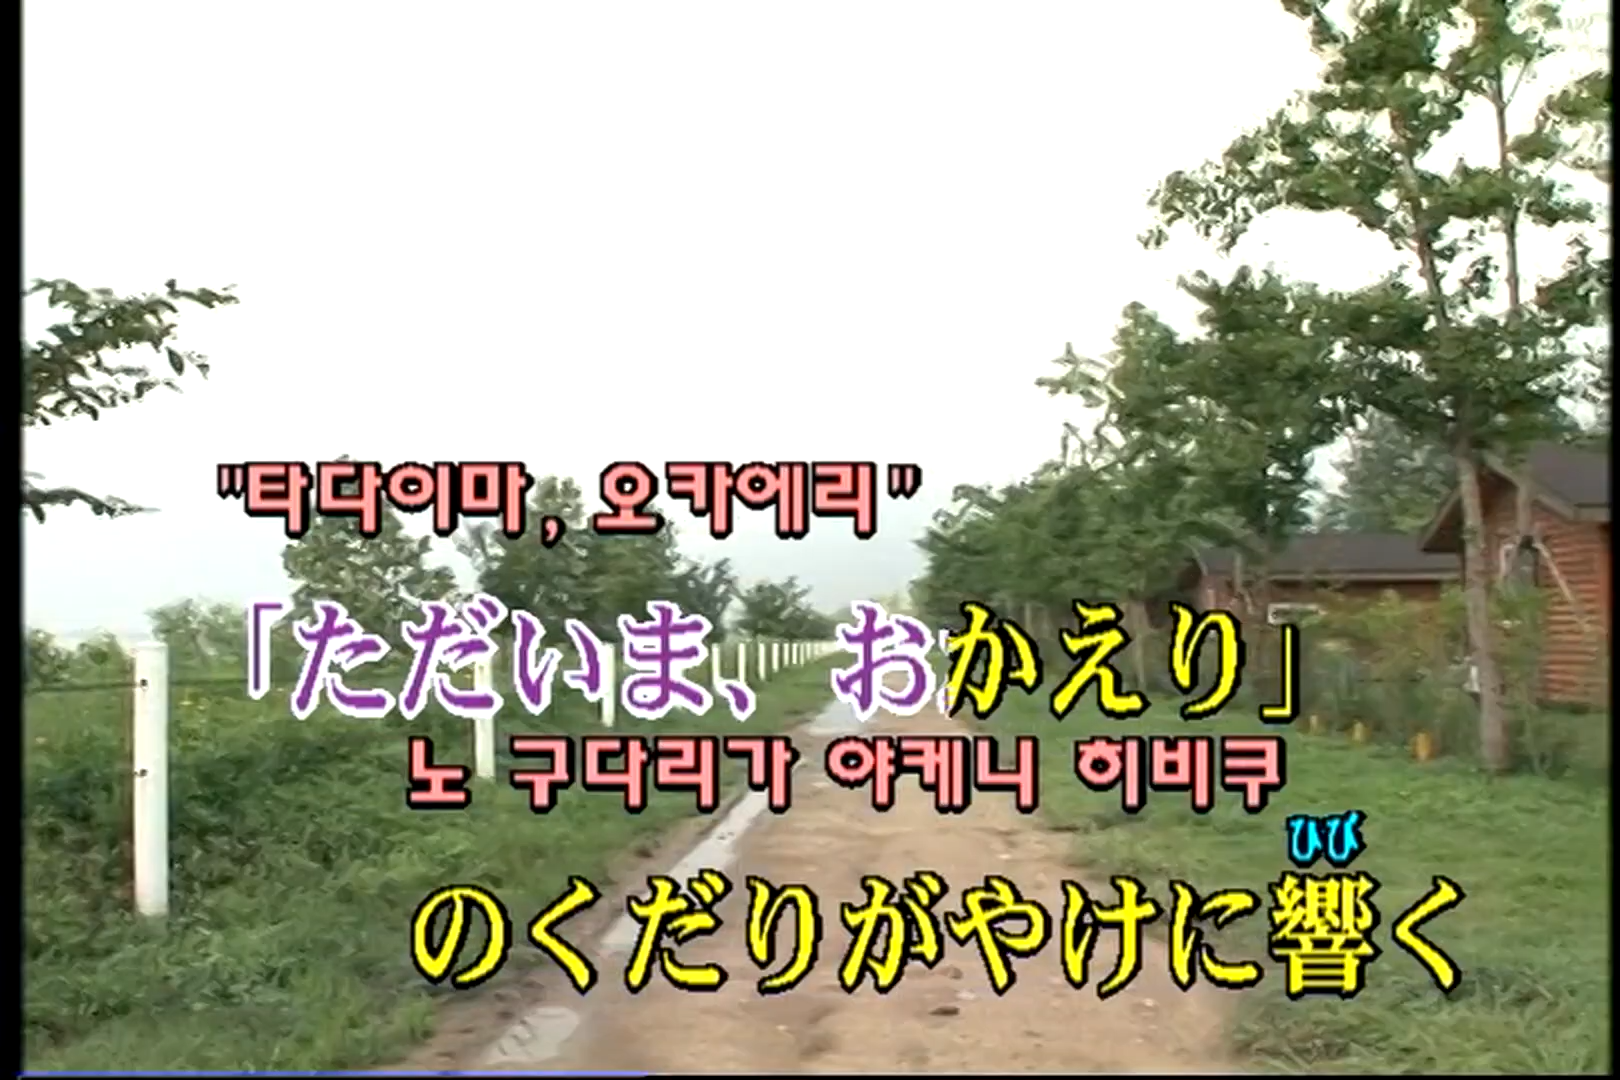 "타다이마, 오카에리"
「ただいま、おかえり」
노 구다리가 야케니 히비쿠
ひび
のくだりがやけに響く